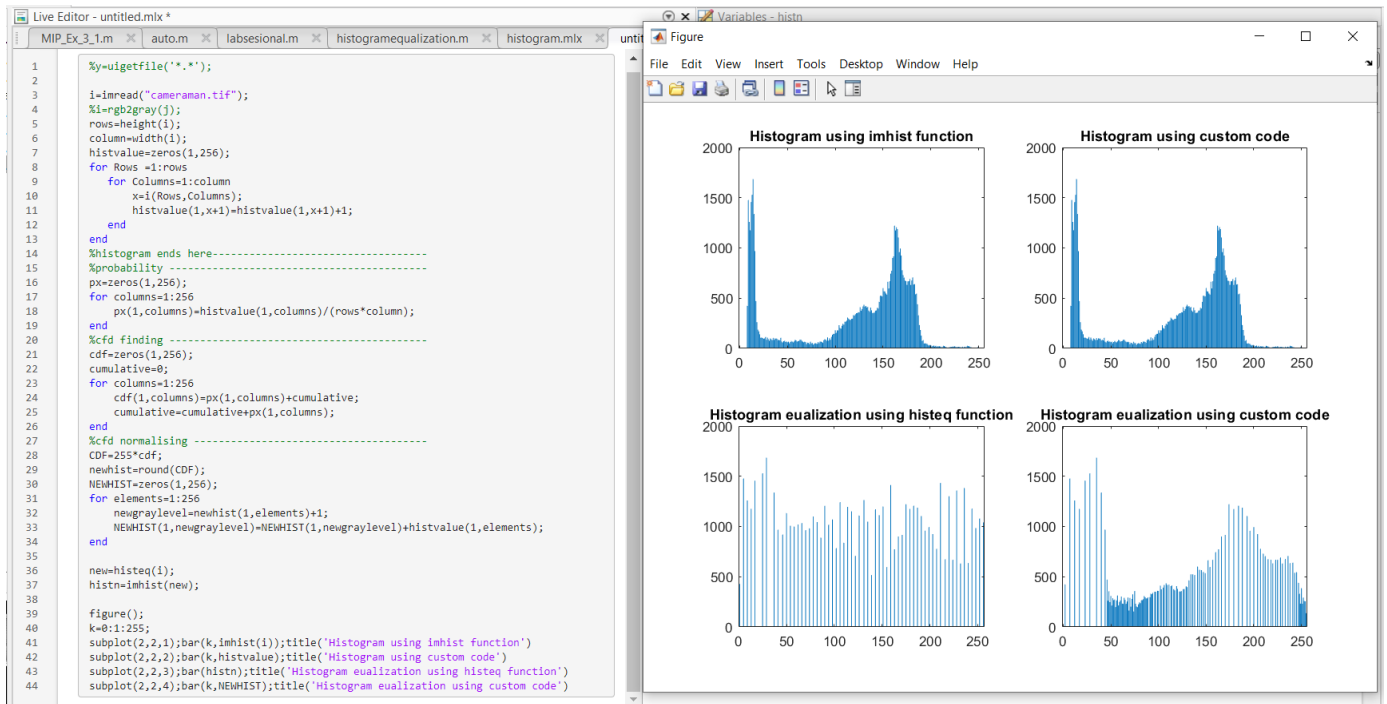 Live Editor - untitled.mlx *
Variables - histn
MIP_Ex_3_1.m auto.m labsesional.m histogramequalization.m histogram.mlx
1 %y=uigetfile('*.*');
2
3 i=imread("cameraman.tif");
4 %i=rgb2gray(j);
5 rows=height(i);
6 column=width(i);
7 histvalue=zeros(1,256);
8 for Rows =1:rows
9 for Columns=1:column
10 x=i(Rows,Columns);
11 histvalue(1,x+1)=histvalue(1,x+1)+1;
12 end
13 end
14 %histogram ends here-----------------------------------
15 %probability ------------------------------------------
16 px=zeros(1,256);
17 for columns=1:256
18 px(1,columns)=histvalue(1,columns)/(rows*column);
19 end
20 %cfd finding ------------------------------------------
21 cdf=zeros(1,256);
22 cumulative=0;
23 for columns=1:256
24 cdf(1,columns)=px(1,columns)+cumulative;
25 cumulative=cumulative+px(1,columns);
26 end
27 %cfd normalising --------------------------------------
28 CDF=255*cdf;
29 newhist=round(CDF);
30 NEWHIST=zeros(1,256);
31 for elements=1:256
32 newgraylevel=newhist(1,elements)+1;
33 NEWHIST(1,newgraylevel)=NEWHIST(1,newgraylevel)+histvalue(1,elements);
34 end
35
36 new=histeq(i);
37 histn=imhist(new);
38
39 figure();
40 k=0:1:255;
41 subplot(2,2,1);bar(k,imhist(i));title('Histogram using imhist function')
42 subplot(2,2,2);bar(k,histvalue);title('Histogram using custom code')
43 subplot(2,2,3);bar(histn);title('Histogram eualization using histeq function')
44 subplot(2,2,4);bar(k,NEWHIST);title('Histogram eualization using custom code')
Figure
File Edit View Insert Tools Desktop Window Help
Histogram using imhist function
2000
1500
1000
500
0
0 50 100 150 200 250
Histogram using custom code
2000
1500
1000
500
0
0 50 100 150 200 250
Histogram eualization using histeq function
2000
1500
1000
500
0
0 50 100 150 200 250
Histogram eualization using custom code
2000
1500
1000
500
0
0 50 100 150 200 250